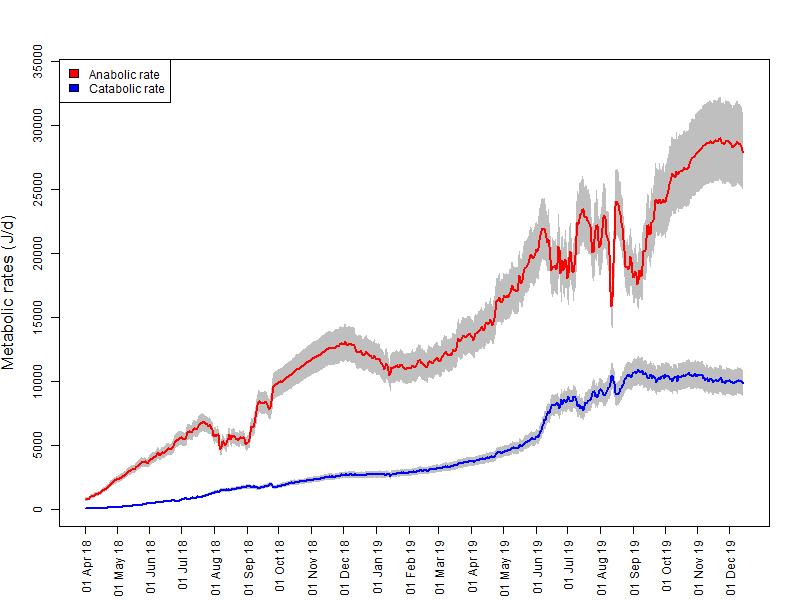 Anabolic rate
Catabolic rate
Metabolic rates (J/d)
35000
30000
25000
20000
15000
10000
5000
0
01 Apr 18
01 May 18
01 Jun 18
01 Jul 18
01 Aug 18
01 Sep 18
01 Oct 18
01 Nov 18
01 Dec 18
01 Jan 19
01 Feb 19
01 Mar 19
01 Apr 19
01 May 19
01 Jun 19
01 Jul 19
01 Aug 19
01 Sep 19
01 Oct 19
01 Nov 19
01 Dec 19